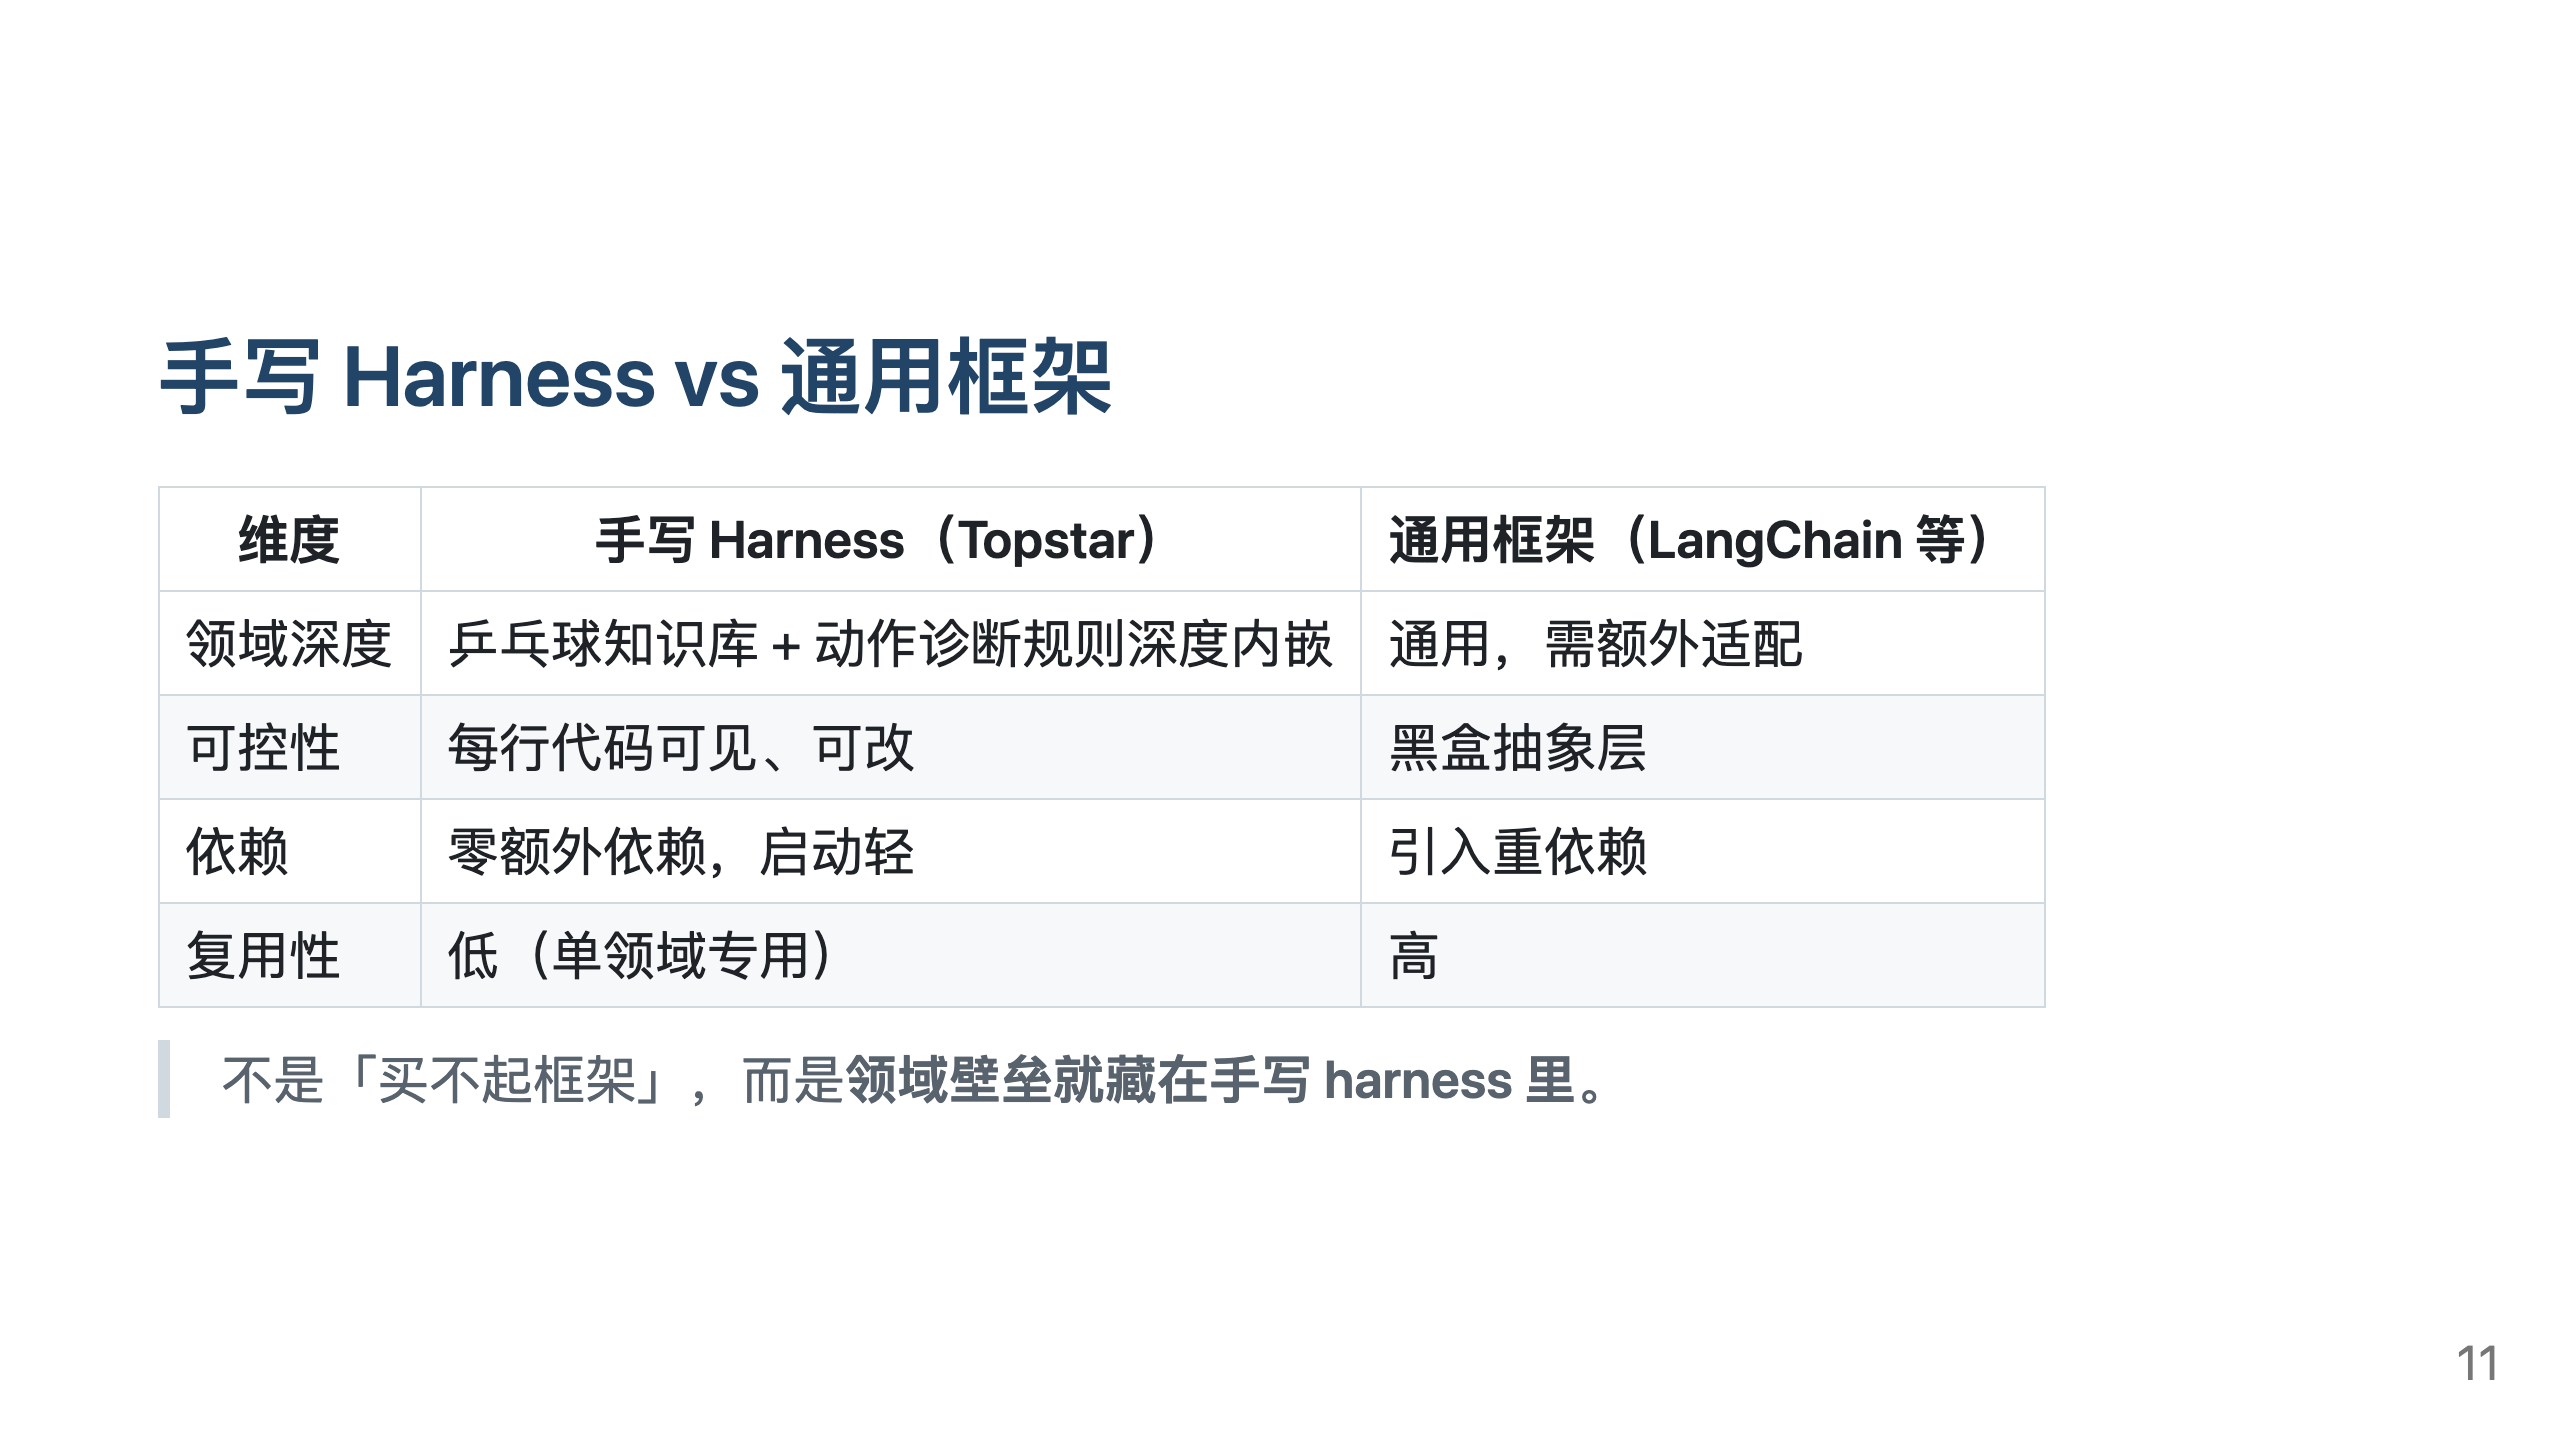 手写 Harness vs 通用框架
维度 手写 Harness（Topstar） 通用框架（LangChain 等）
领域深度 乒乓球知识库 + 动作诊断规则深度内嵌 通用，需额外适配
可控性 每行代码可见、可改 黑盒抽象层
依赖 零额外依赖，启动轻 引入重依赖
复用性 低（单领域专用） 高
不是「买不起框架」，而是领域壁垒就藏在手写 harness 里。
11